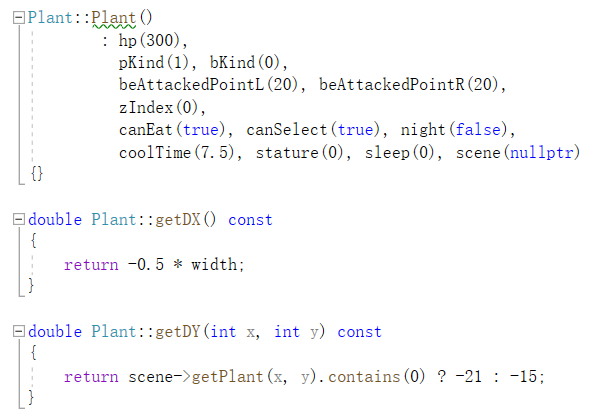 Plant::Plant()
: hp(300),
pKind(1), bKind(0),
beAttackedPointL(20), beAttackedPointR(20),
zIndex(0),
canEat(true), canSelect(true), night(false),
coolTime(7.5), stature(0), sleep(0), scene(nullptr)
{}
double Plant::getDX() const
{
return -0.5 * width;
}
double Plant::getDY(int x, int y) const
{
return scene->getPlant(x, y).contains(0) ? -21 : -15;
}